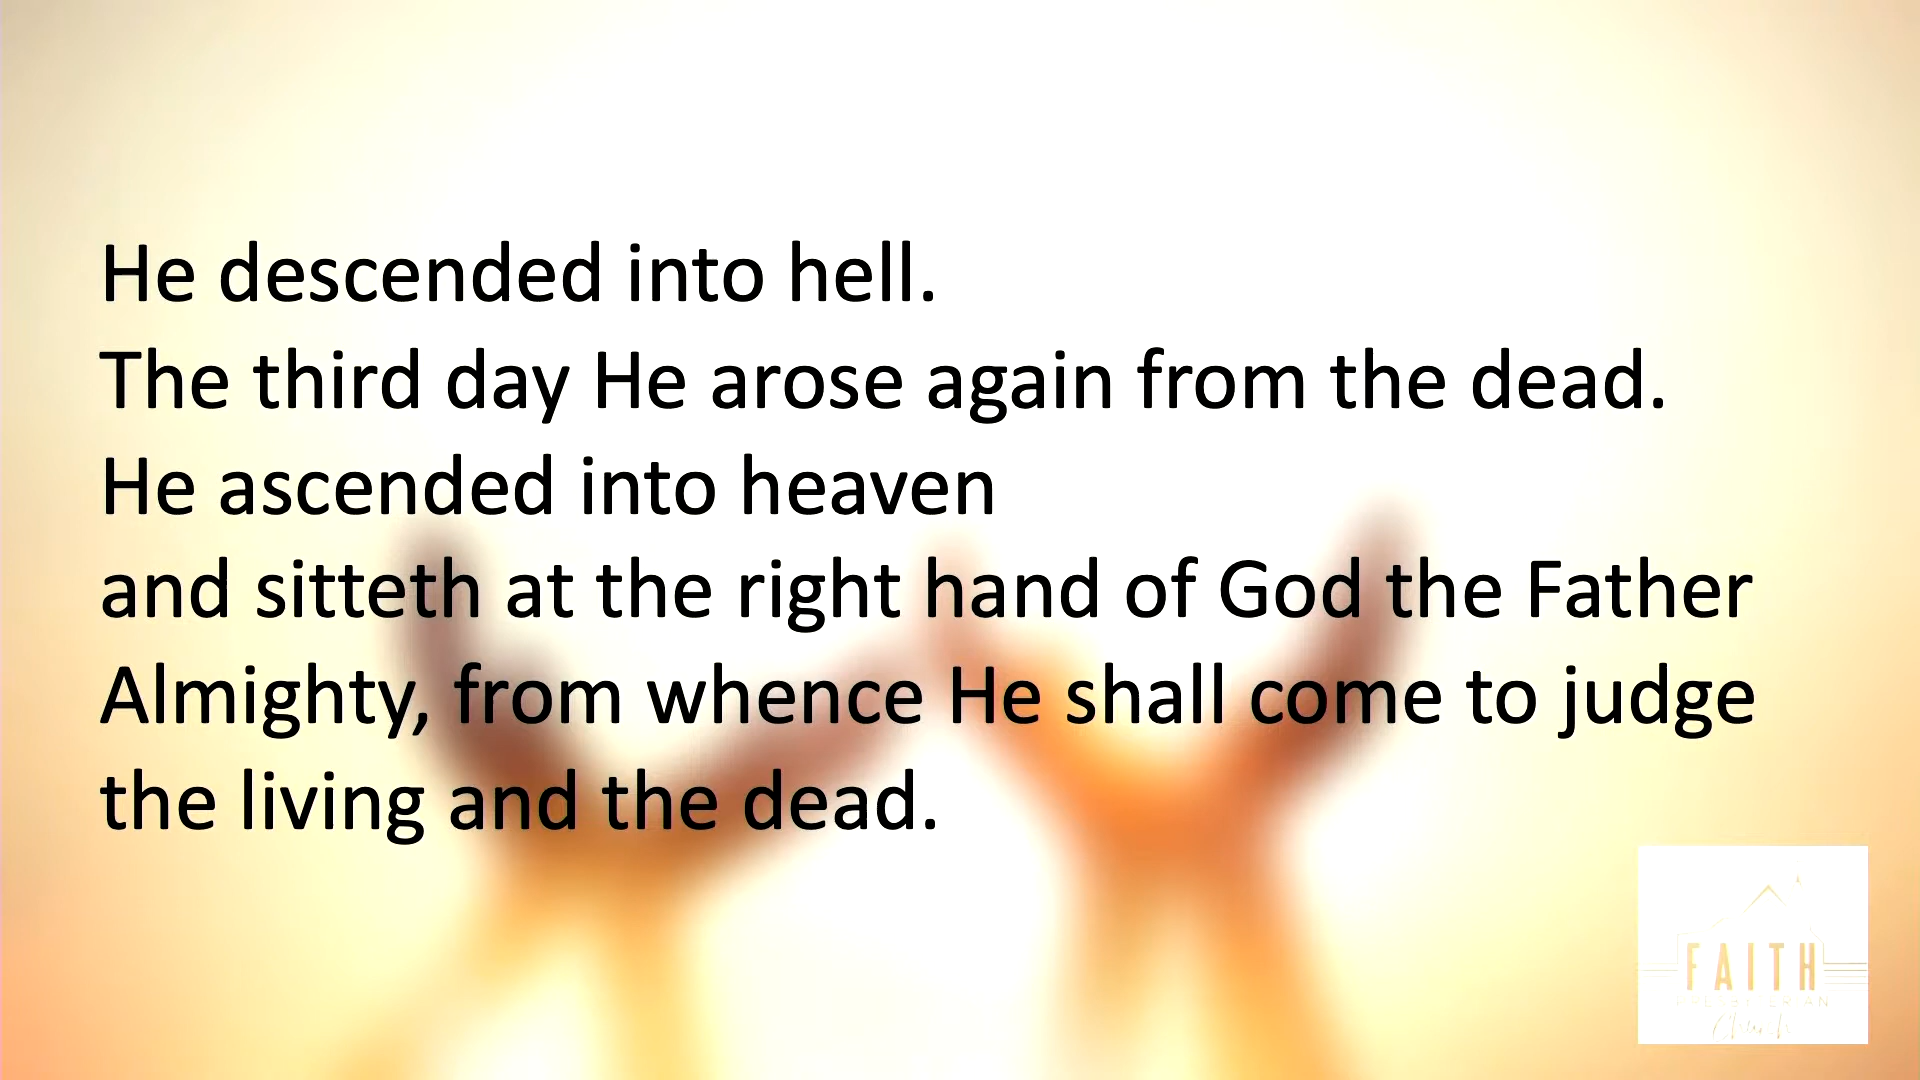 He descended into hell.
The third day He arose again from the dead.
He ascended into heaven
and sitteth at the right hand of God the Father
Almighty, from whence He shall come to judge
the living and the dead.
FAITH
Church